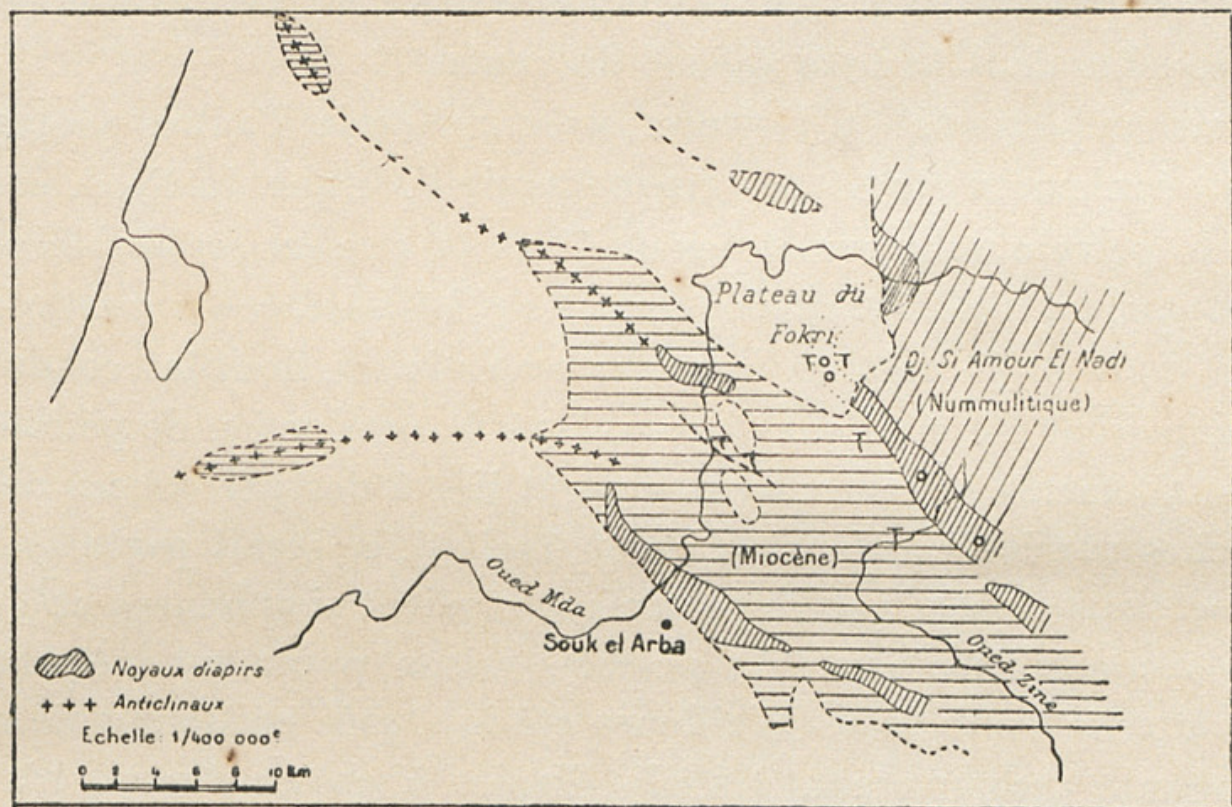 Plateau du
Fokri
T T
Dj. Si Amour El Nadi
(Nummulitique)
T
T
(Miocène)
Oued Mda
Souk el Arba
Oued Zine
Noyaux diapirs
+ + + Anticlinaux
Echelle: 1/400 000ᵉ
0 2 4 6 8 10 Km